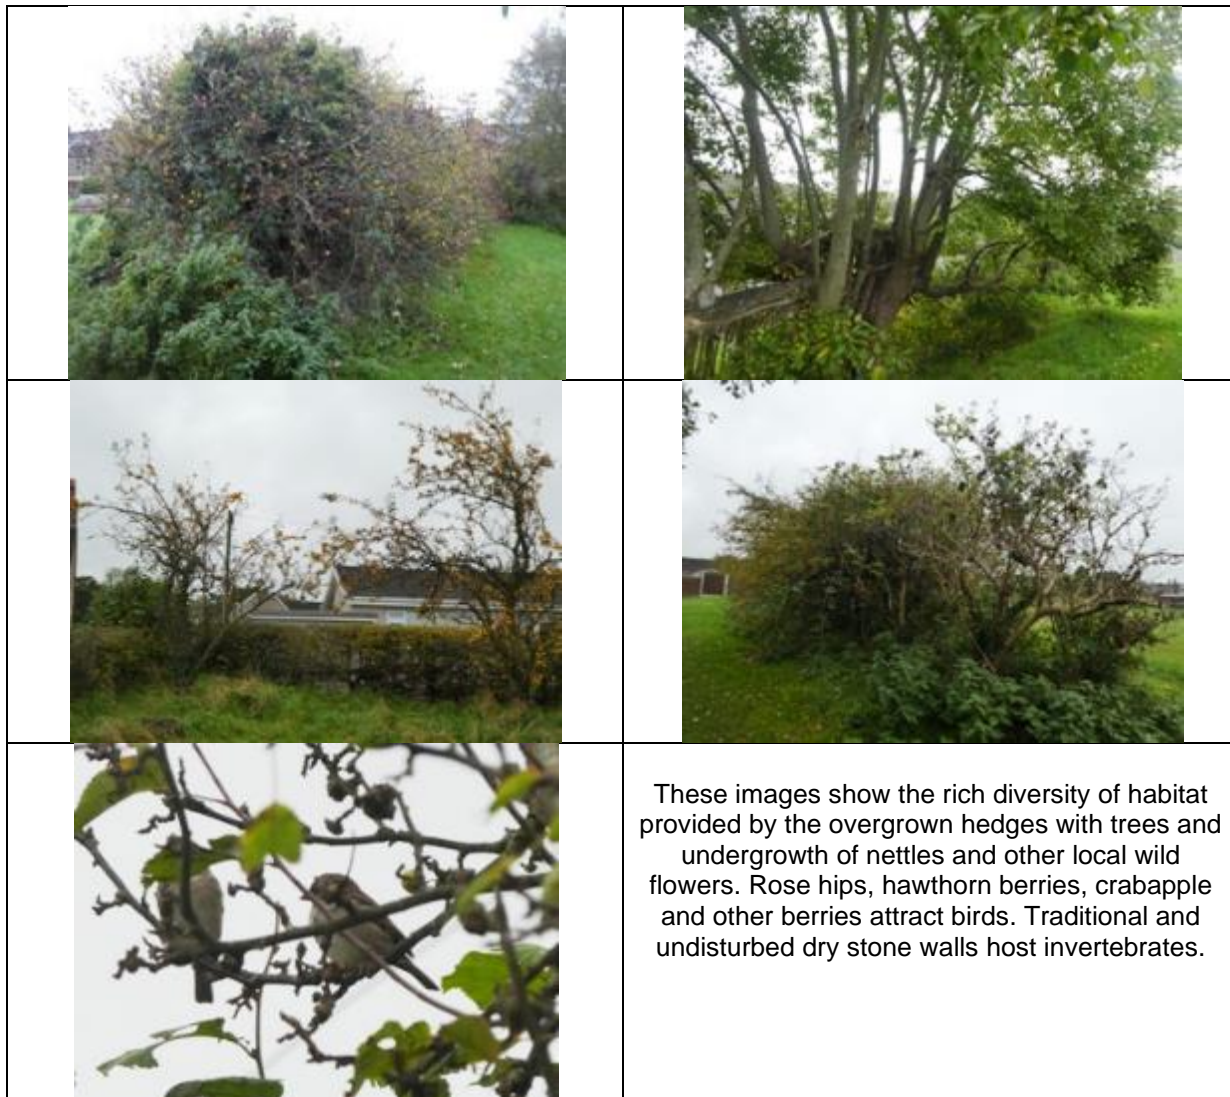 These images show the rich diversity of habitat
provided by the overgrown hedges with trees and
undergrowth of nettles and other local wild
flowers. Rose hips, hawthorn berries, crabapple
and other berries attract birds. Traditional and
undisturbed dry stone walls host invertebrates.